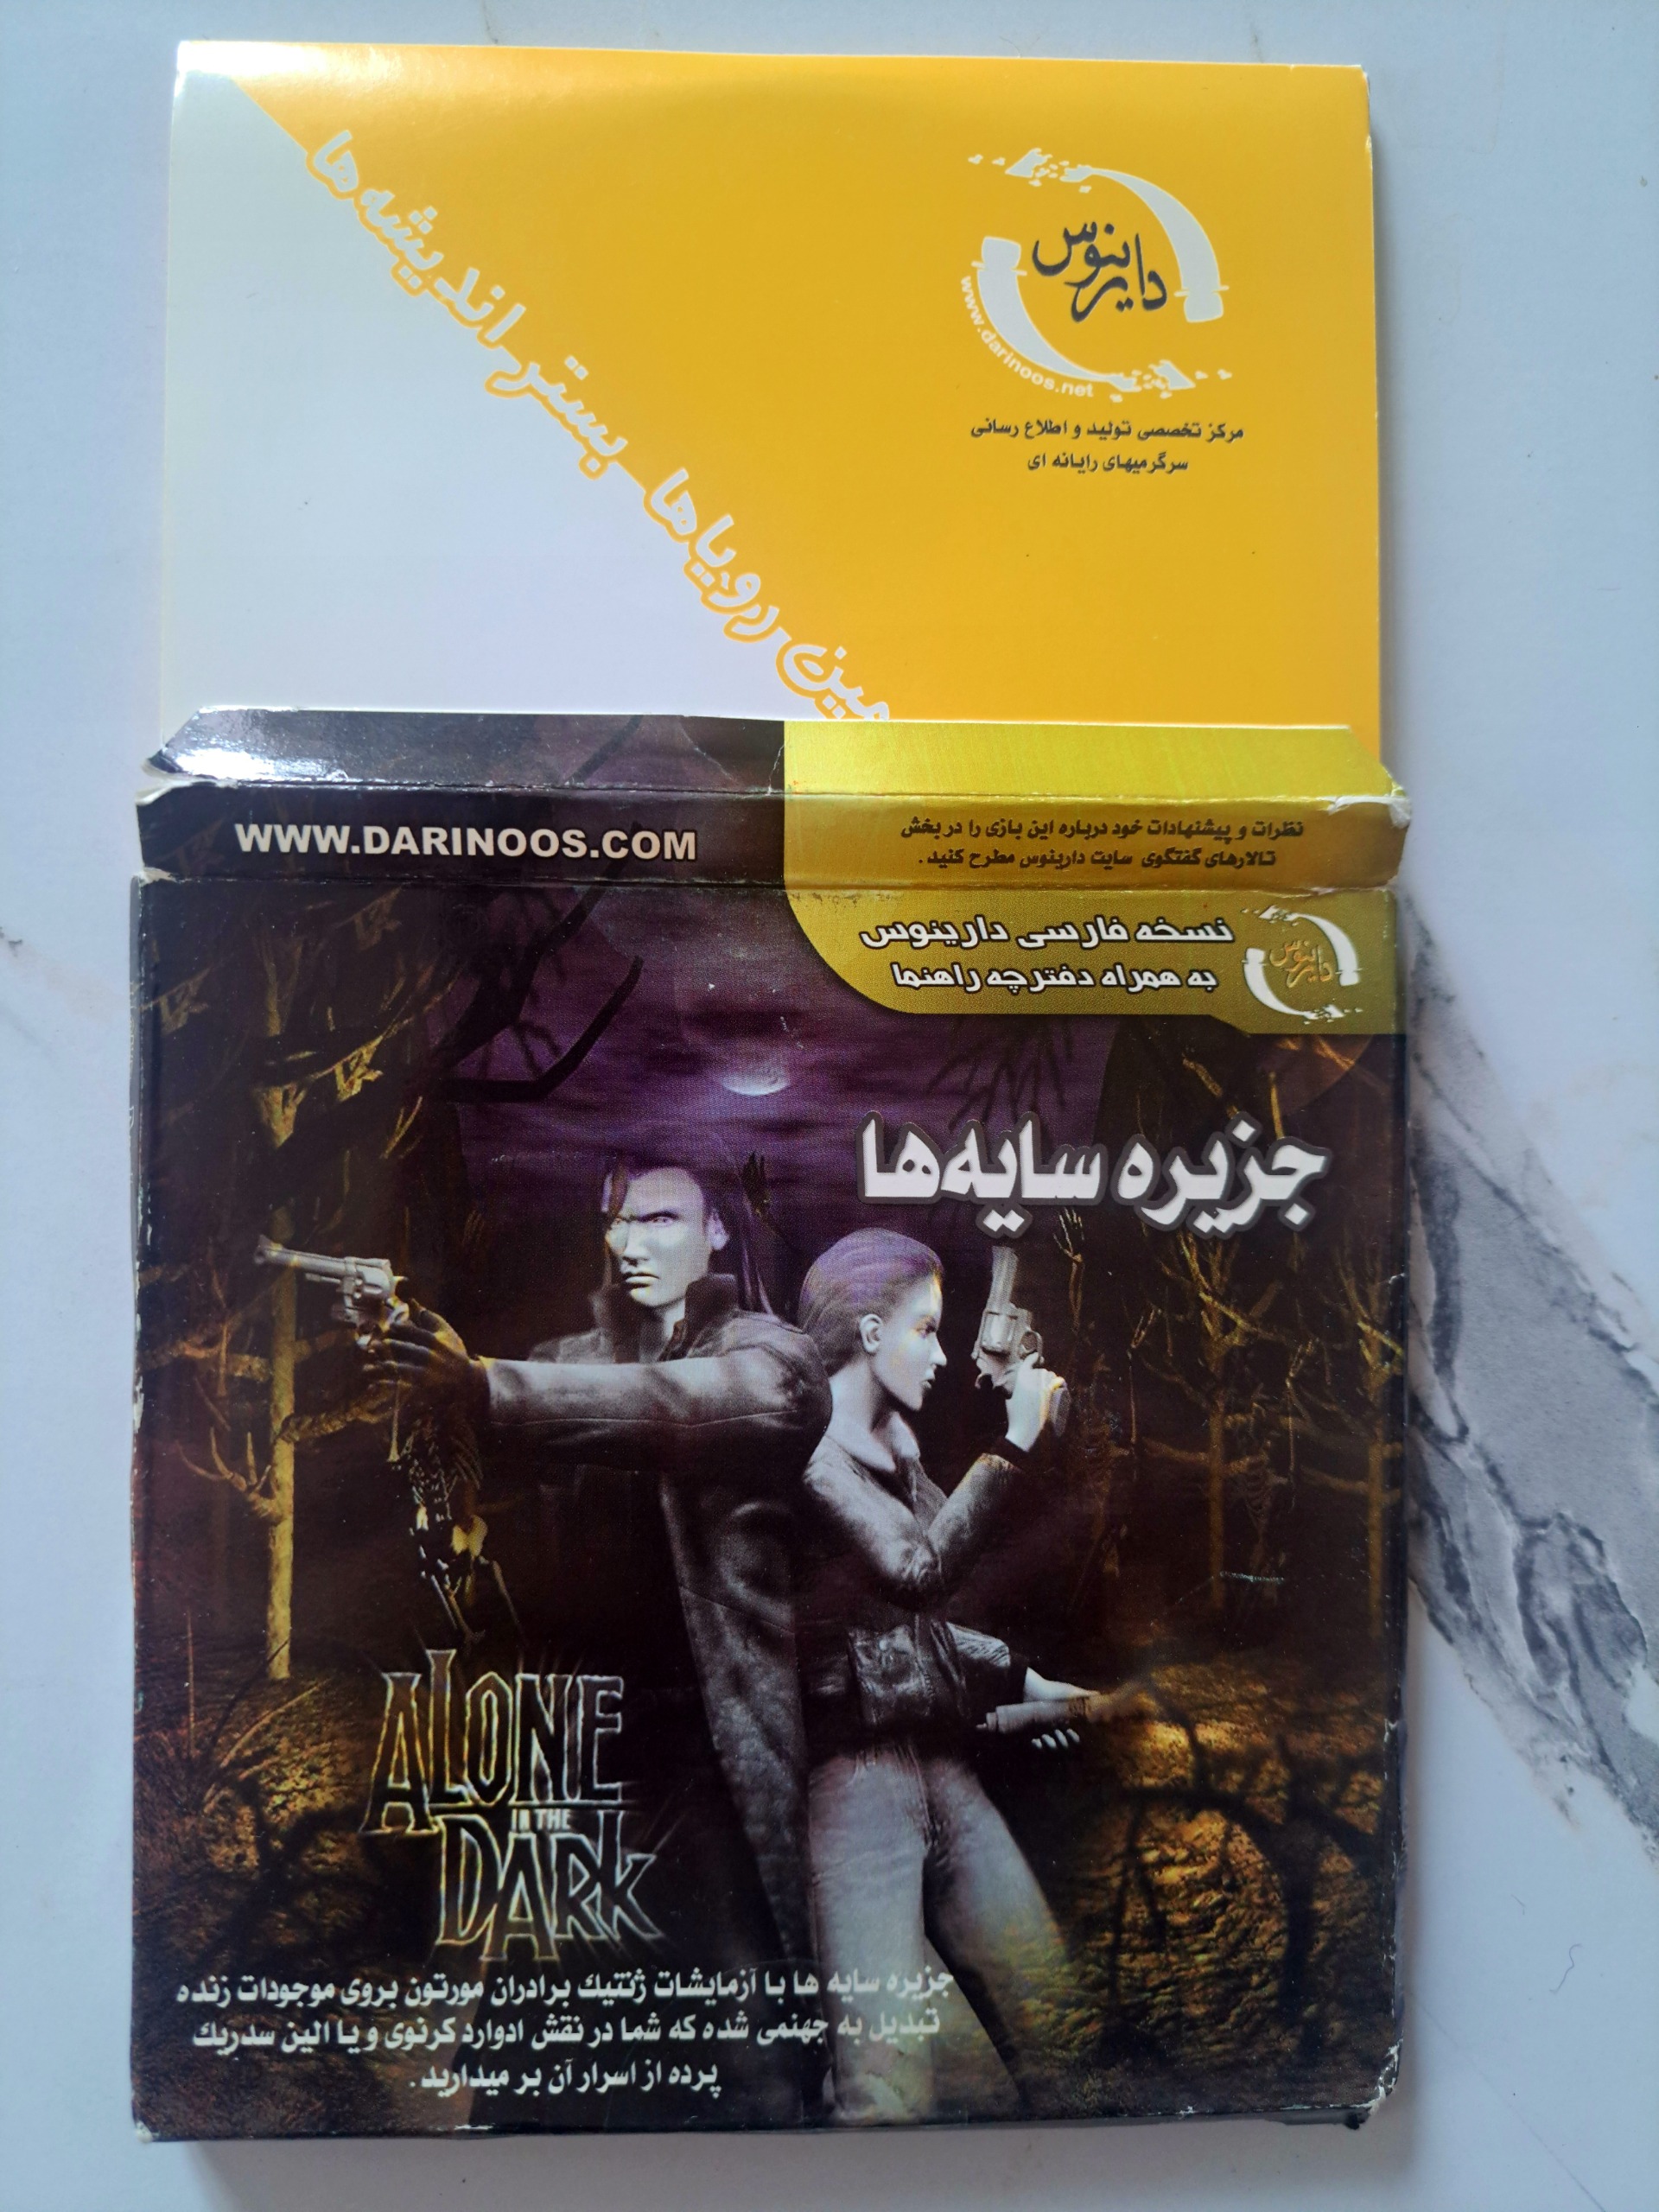 دارینوس
www.darinoos.net
مرکز تخصصی تولید و اطلاع رسانی
سرگرمیهای رایانه ای
رویاها بستر اندیشه‌ها
WWW.DARINOOS.COM
نظرات و پیشنهادات خود درباره این بازی را در بخش
تالارهای گفتگوی سایت دارینوس مطرح کنید.
نسخه فارسی دارینوس
به همراه دفترچه راهنما
دارینوس
جزیره سایه‌ها
ALONE
IN THE
DARK
جزیره سایه ها با آزمایشات ژنتیک برادران مورتون بروی موجودات زنده
تبدیل به جهنمی شده که شما در نقش ادوارد کرنوی و یا الین سدریک
پرده از اسرار آن بر میدارید.